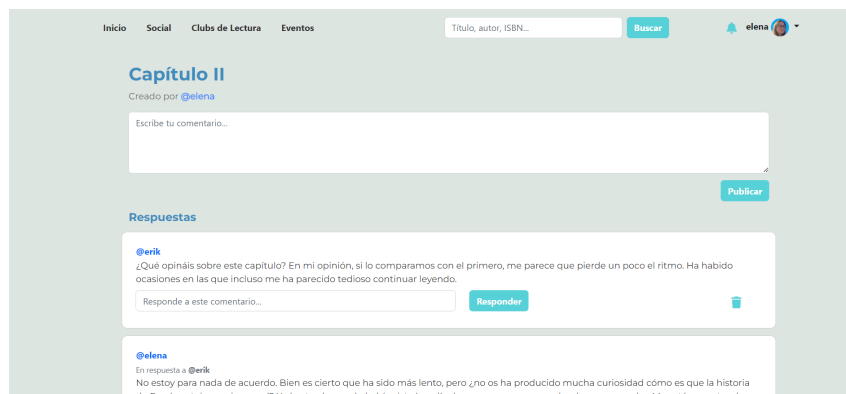 Inicio Social Clubs de Lectura Eventos Título, autor, ISBN... Buscar elena
Capítulo II
Creado por @elena
Escribe tu comentario...
Publicar
Respuestas
@erik
¿Qué opináis sobre este capítulo? En mi opinión, si lo comparamos con el primero, me parece que pierde un poco el ritmo. Ha habido
ocasiones en las que incluso me ha parecido tedioso continuar leyendo.
Responde a este comentario... Responder
@elena
En respuesta a @erik
No estoy para nada de acuerdo. Bien es cierto que ha sido más lento, pero ¿no os ha producido mucha curiosidad cómo es que la historia